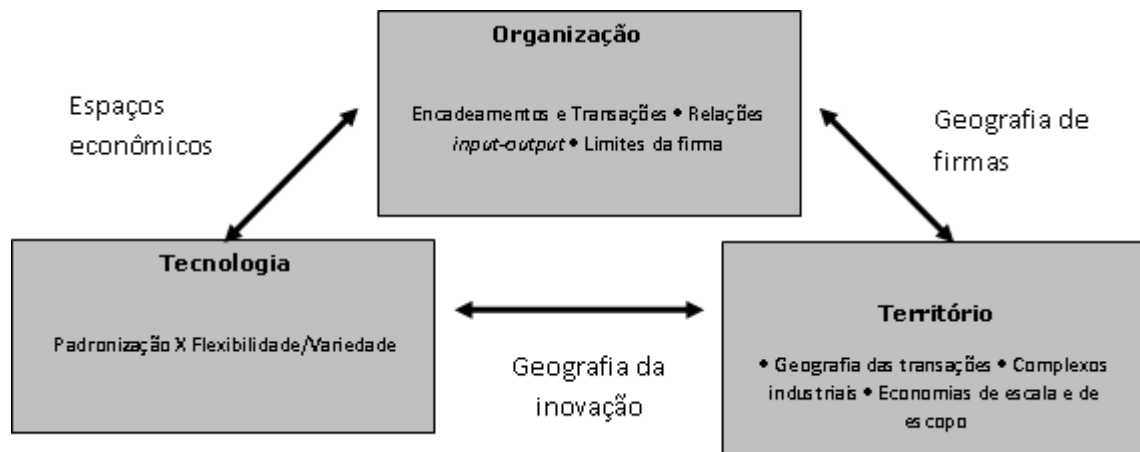 Organização
Encadeamentos e Transações • Relações
input-output • Limites da firma
Espaços
econômicos
Geografia de
firmas
Tecnologia
Padronização X Flexibilidade/Variedade
Geografia da
inovação
Território
• Geografia das transações • Complexos
industriais • Economias de escala e de
escopo